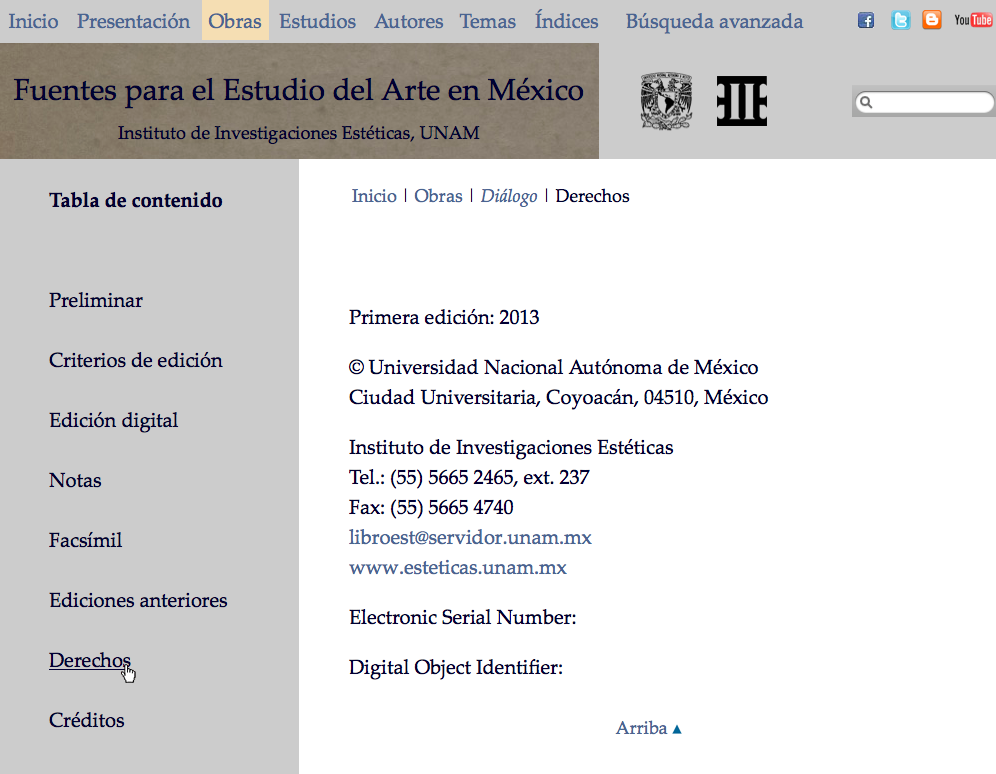 Inicio Presentación Obras Estudios Autores Temas Índices Búsqueda avanzada
You Tube
Fuentes para el Estudio del Arte en México
Instituto de Investigaciones Estéticas, UNAM
Tabla de contenido
Preliminar
Criterios de edición
Edición digital
Notas
Facsímil
Ediciones anteriores
Derechos
Créditos
Inicio | Obras | Diálogo | Derechos
Primera edición: 2013
© Universidad Nacional Autónoma de México
Ciudad Universitaria, Coyoacán, 04510, México
Instituto de Investigaciones Estéticas
Tel.: (55) 5665 2465, ext. 237
Fax: (55) 5665 4740
libroest@servidor.unam.mx
www.esteticas.unam.mx
Electronic Serial Number:
Digital Object Identifier:
Arriba ▲